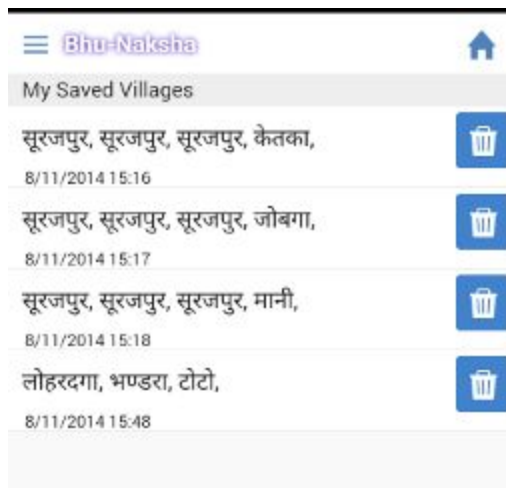 Bhu-Naksha
My Saved Villages
सूरजपुर, सूरजपुर, सूरजपुर, केतका,
8/11/2014 15:16
सूरजपुर, सूरजपुर, सूरजपुर, जोबगा,
8/11/2014 15:17
सूरजपुर, सूरजपुर, सूरजपुर, मानी,
8/11/2014 15:18
लोहरदगा, भण्डरा, टोटो,
8/11/2014 15:48